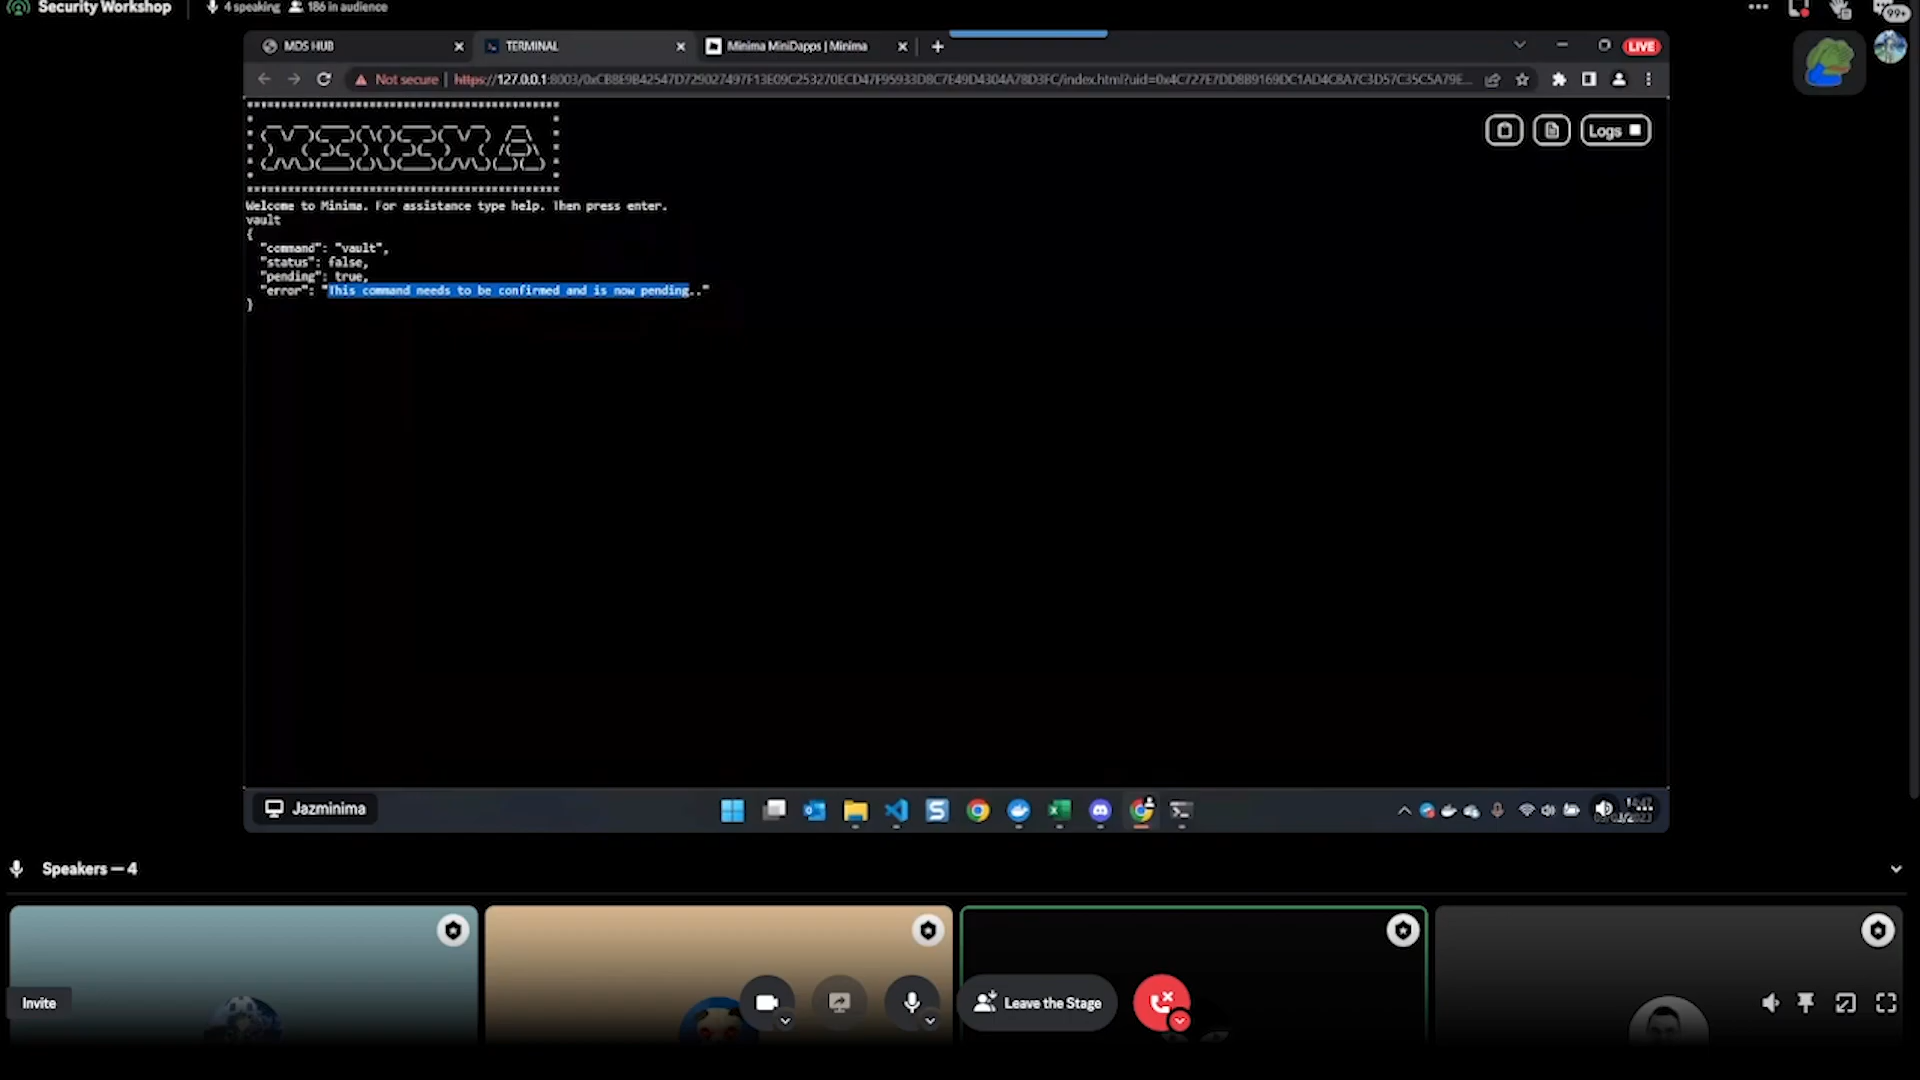 Security Workshop
4 speaking
186 in audience
99+
MDS HUB
TERMINAL
Minima MiniDapps | Minima
LIVE
Not secure
MINIMA
Logs
Welcome to Minima. For assistance type help. Then press enter.
vault
{
"command": "vault",
"status": false,
"pending": true,
"error": "This command needs to be confirmed and is now pending.."
}
Jazminima
Speakers — 4
Invite
Leave the Stage